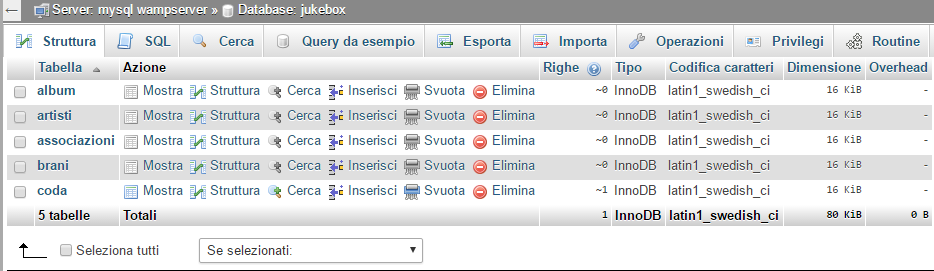 Server: mysql wampserver » Database: jukebox
Struttura SQL Cerca Query da esempio Esporta Importa Operazioni Privilegi Routine
Tabella Azione Righe Tipo Codifica caratteri Dimensione Overhead
album Mostra Struttura Cerca Inserisci Svuota Elimina ~0 InnoDB latin1_swedish_ci 16 KiB -
artisti Mostra Struttura Cerca Inserisci Svuota Elimina ~0 InnoDB latin1_swedish_ci 16 KiB -
associazioni Mostra Struttura Cerca Inserisci Svuota Elimina ~0 InnoDB latin1_swedish_ci 16 KiB -
brani Mostra Struttura Cerca Inserisci Svuota Elimina ~0 InnoDB latin1_swedish_ci 16 KiB -
coda Mostra Struttura Cerca Inserisci Svuota Elimina ~1 InnoDB latin1_swedish_ci 16 KiB -
5 tabelle Totali 1 InnoDB latin1_swedish_ci 80 KiB 0 B
Seleziona tutti Se selezionati: